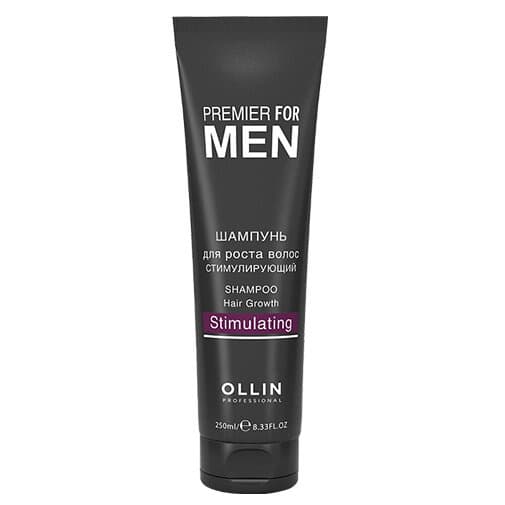 PREMIER FOR
MEN
ШАМПУНЬ
для роста волос
СТИМУЛИРУЮЩИЙ
SHAMPOO
Hair Growth
Stimulating
OLLIN
PROFESSIONAL
250ml/℮ 8.33FL.OZ